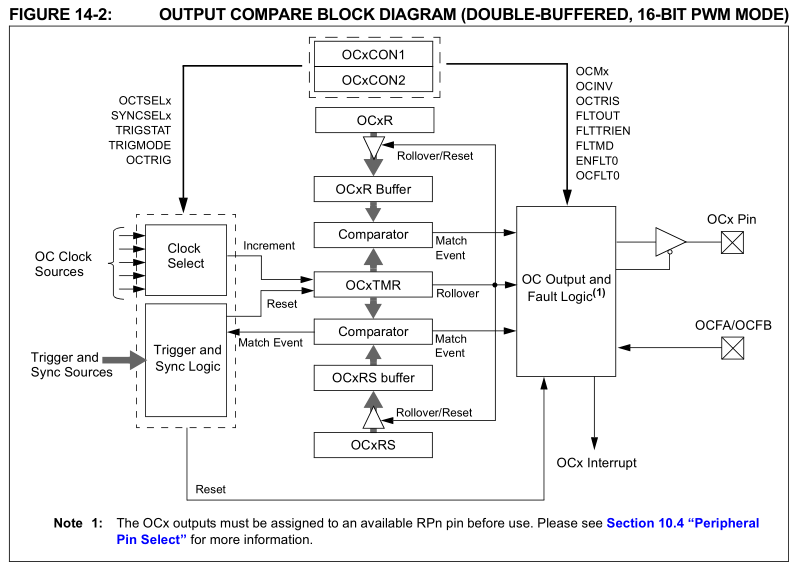 FIGURE 14-2: OUTPUT COMPARE BLOCK DIAGRAM (DOUBLE-BUFFERED, 16-BIT PWM MODE)
OCxCON1
OCxCON2
OCTSELx
SYNCSELx
TRIGSTAT
TRIGMODE
OCTRIG
OCMx
OCINV
OCTRIS
FLTOUT
FLTTRIEN
FLTMD
ENFLT0
OCFLT0
OCxR
Rollover/Reset
OCxR Buffer
Comparator
Match
Event
OC Clock
Sources
Clock
Select
Increment
OCxTMR
Rollover
Reset
OC Output and
Fault Logic(1)
OCx Pin
Trigger and
Sync Sources
Trigger and
Sync Logic
Match Event
Comparator
Match
Event
OCFA/OCFB
OCxRS buffer
Rollover/Reset
OCxRS
OCx Interrupt
Reset
Note 1: The OCx outputs must be assigned to an available RPn pin before use. Please see Section 10.4 “Peripheral
Pin Select” for more information.